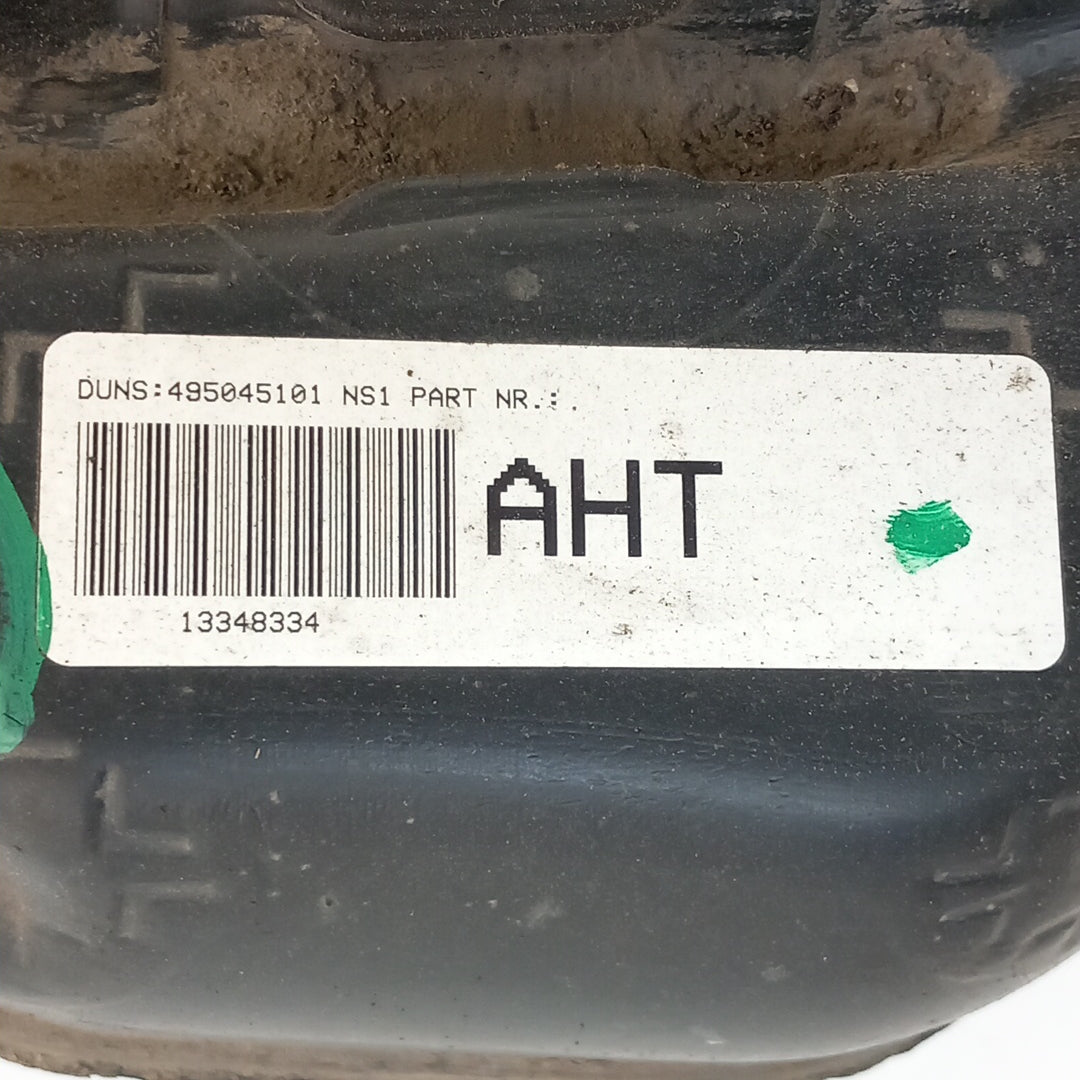 DUNS:495045101 NS1 PART NR.:.
AHT
13348334